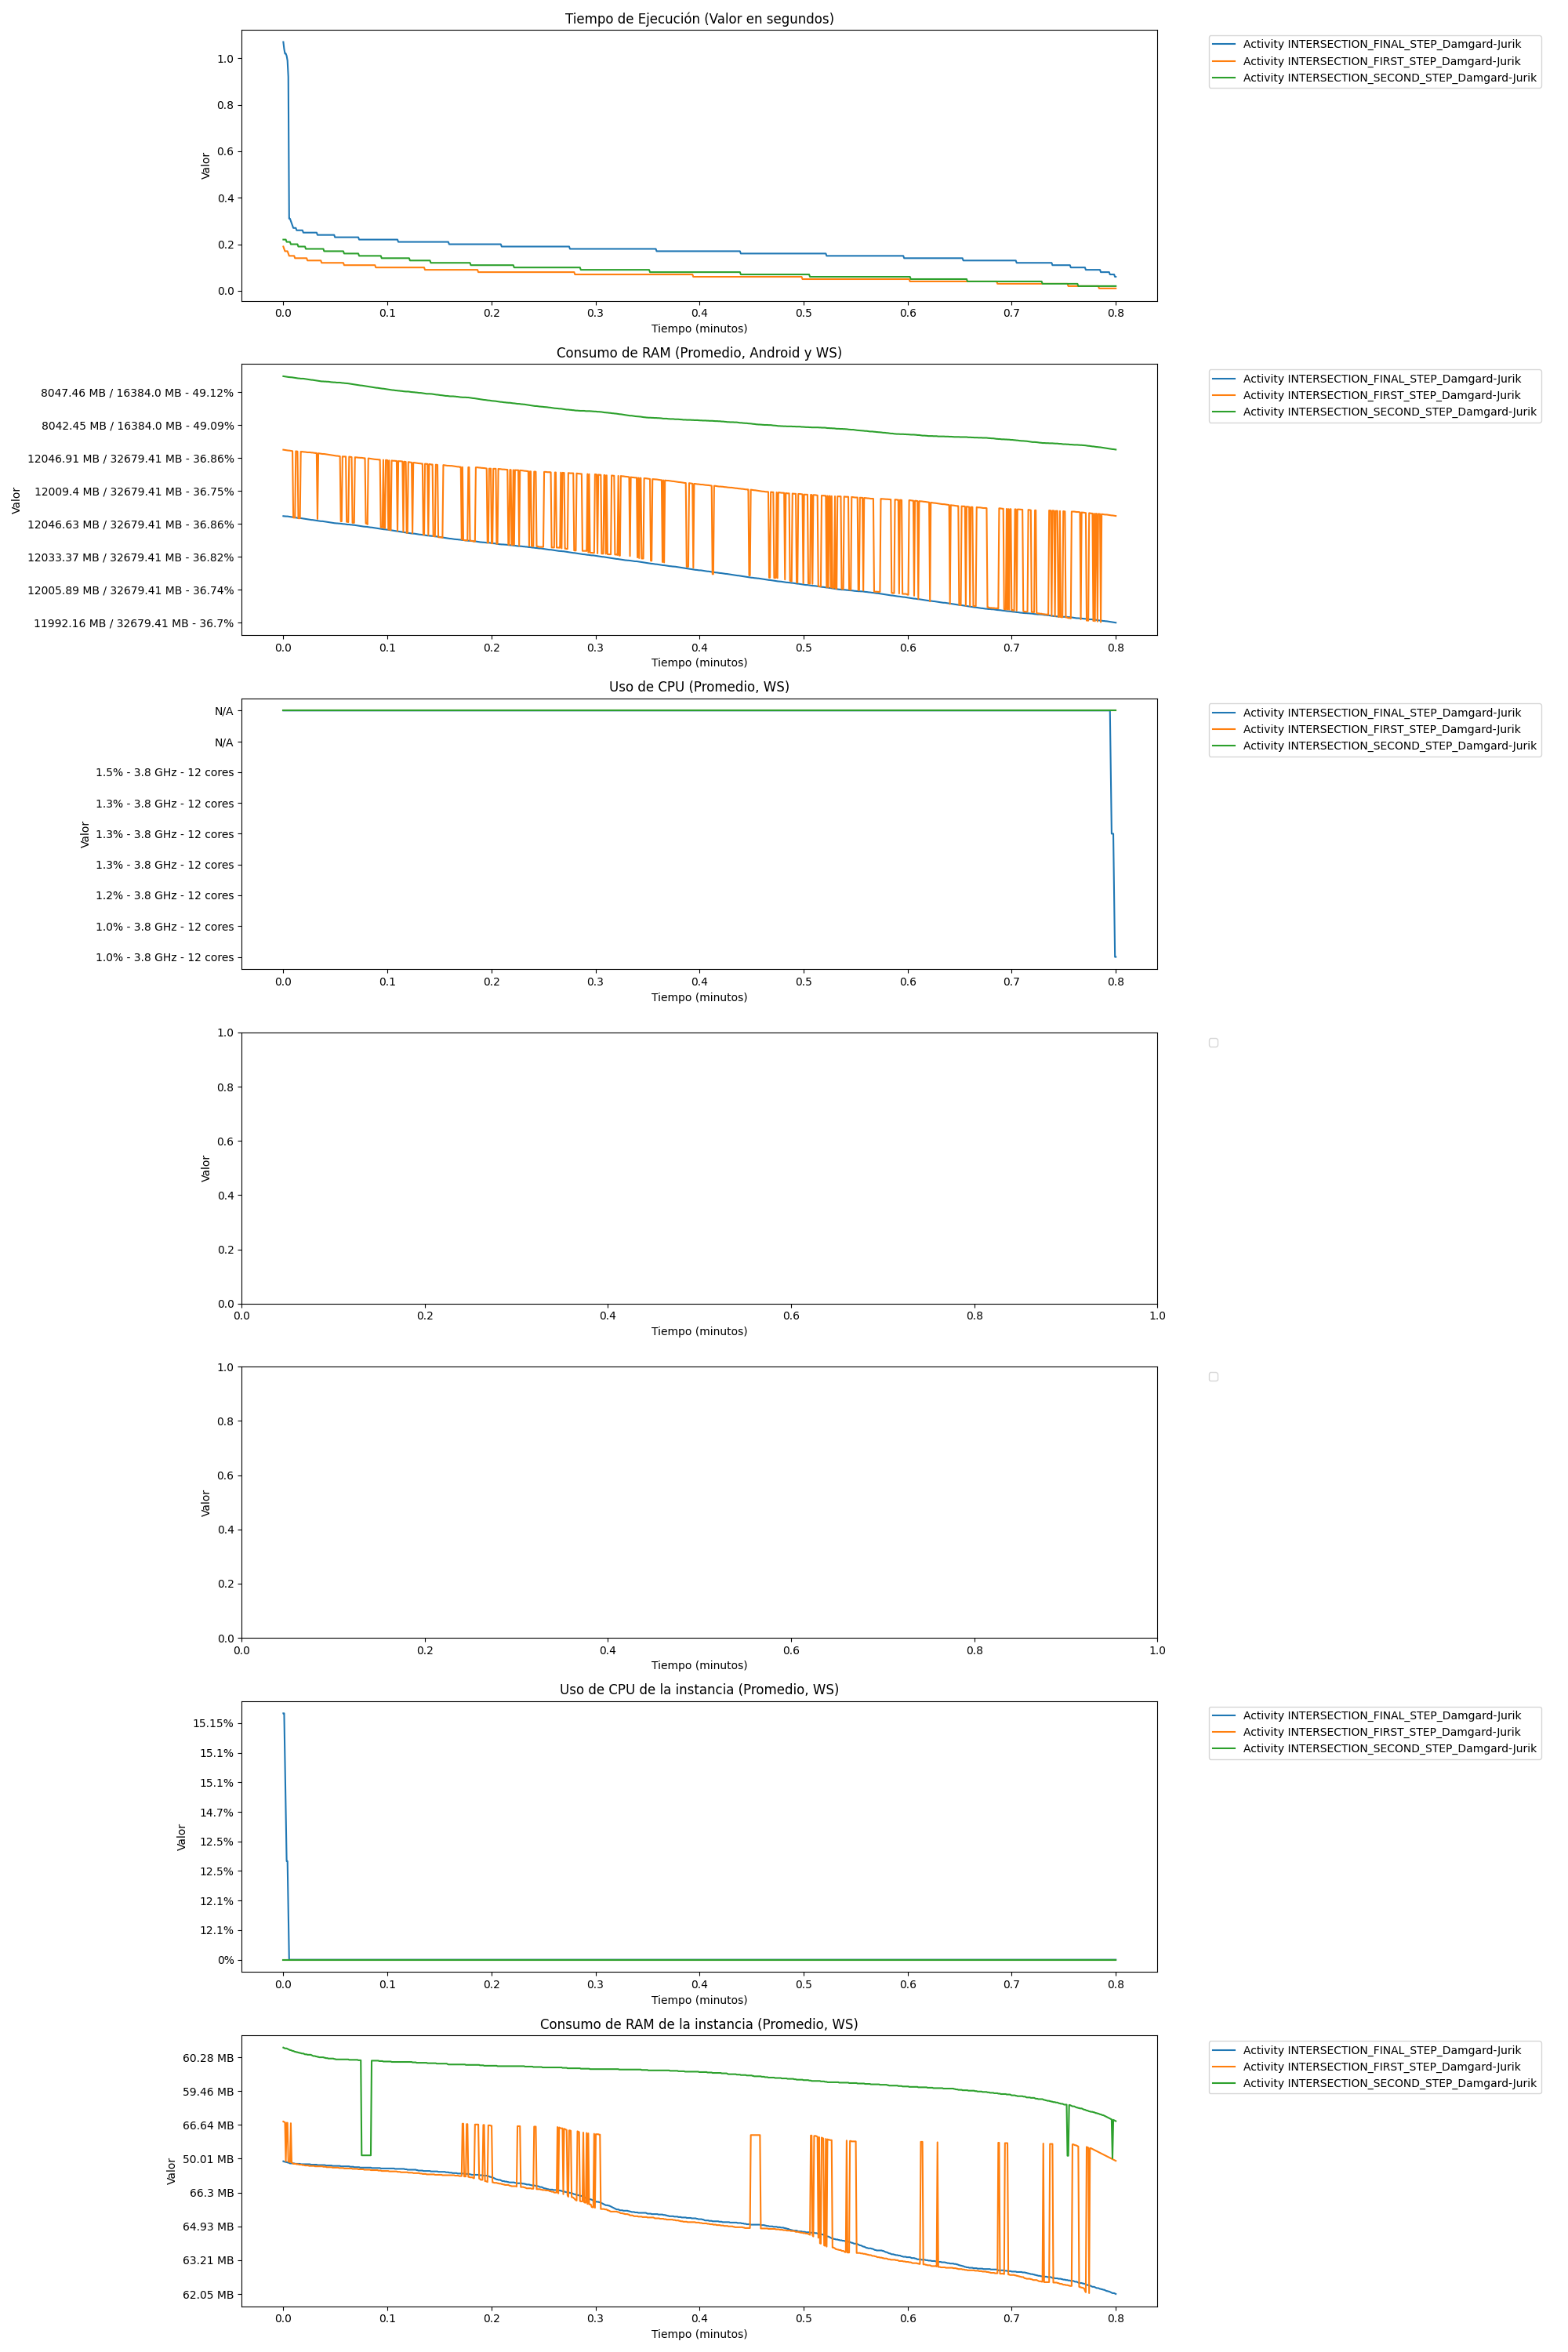 Tiempo de Ejecución (Valor en segundos)
1.0
0.8
0.6
0.4
0.2
0.0
Valor
0.0 0.1 0.2 0.3 0.4 0.5 0.6 0.7 0.8
Tiempo (minutos)
Activity INTERSECTION_FINAL_STEP_Damgard-Jurik
Activity INTERSECTION_FIRST_STEP_Damgard-Jurik
Activity INTERSECTION_SECOND_STEP_Damgard-Jurik
Consumo de RAM (Promedio, Android y WS)
8047.46 MB / 16384.0 MB - 49.12%
8042.45 MB / 16384.0 MB - 49.09%
12046.91 MB / 32679.41 MB - 36.86%
12009.4 MB / 32679.41 MB - 36.75%
12046.63 MB / 32679.41 MB - 36.86%
12033.37 MB / 32679.41 MB - 36.82%
12005.89 MB / 32679.41 MB - 36.74%
11992.16 MB / 32679.41 MB - 36.7%
Valor
0.0 0.1 0.2 0.3 0.4 0.5 0.6 0.7 0.8
Tiempo (minutos)
Activity INTERSECTION_FINAL_STEP_Damgard-Jurik
Activity INTERSECTION_FIRST_STEP_Damgard-Jurik
Activity INTERSECTION_SECOND_STEP_Damgard-Jurik
Uso de CPU (Promedio, WS)
N/A
N/A
1.5% - 3.8 GHz - 12 cores
1.3% - 3.8 GHz - 12 cores
1.3% - 3.8 GHz - 12 cores
1.3% - 3.8 GHz - 12 cores
1.2% - 3.8 GHz - 12 cores
1.0% - 3.8 GHz - 12 cores
1.0% - 3.8 GHz - 12 cores
Valor
0.0 0.1 0.2 0.3 0.4 0.5 0.6 0.7 0.8
Tiempo (minutos)
Activity INTERSECTION_FINAL_STEP_Damgard-Jurik
Activity INTERSECTION_FIRST_STEP_Damgard-Jurik
Activity INTERSECTION_SECOND_STEP_Damgard-Jurik
1.0
0.8
0.6
0.4
0.2
0.0
Valor
0.0 0.2 0.4 0.6 0.8 1.0
Tiempo (minutos)
1.0
0.8
0.6
0.4
0.2
0.0
Valor
0.0 0.2 0.4 0.6 0.8 1.0
Tiempo (minutos)
Uso de CPU de la instancia (Promedio, WS)
15.15%
15.1%
15.1%
14.7%
12.5%
12.5%
12.1%
12.1%
0%
Valor
0.0 0.1 0.2 0.3 0.4 0.5 0.6 0.7 0.8
Tiempo (minutos)
Activity INTERSECTION_FINAL_STEP_Damgard-Jurik
Activity INTERSECTION_FIRST_STEP_Damgard-Jurik
Activity INTERSECTION_SECOND_STEP_Damgard-Jurik
Consumo de RAM de la instancia (Promedio, WS)
60.28 MB
59.46 MB
66.64 MB
50.01 MB
66.3 MB
64.93 MB
63.21 MB
62.05 MB
Valor
0.0 0.1 0.2 0.3 0.4 0.5 0.6 0.7 0.8
Tiempo (minutos)
Activity INTERSECTION_FINAL_STEP_Damgard-Jurik
Activity INTERSECTION_FIRST_STEP_Damgard-Jurik
Activity INTERSECTION_SECOND_STEP_Damgard-Jurik